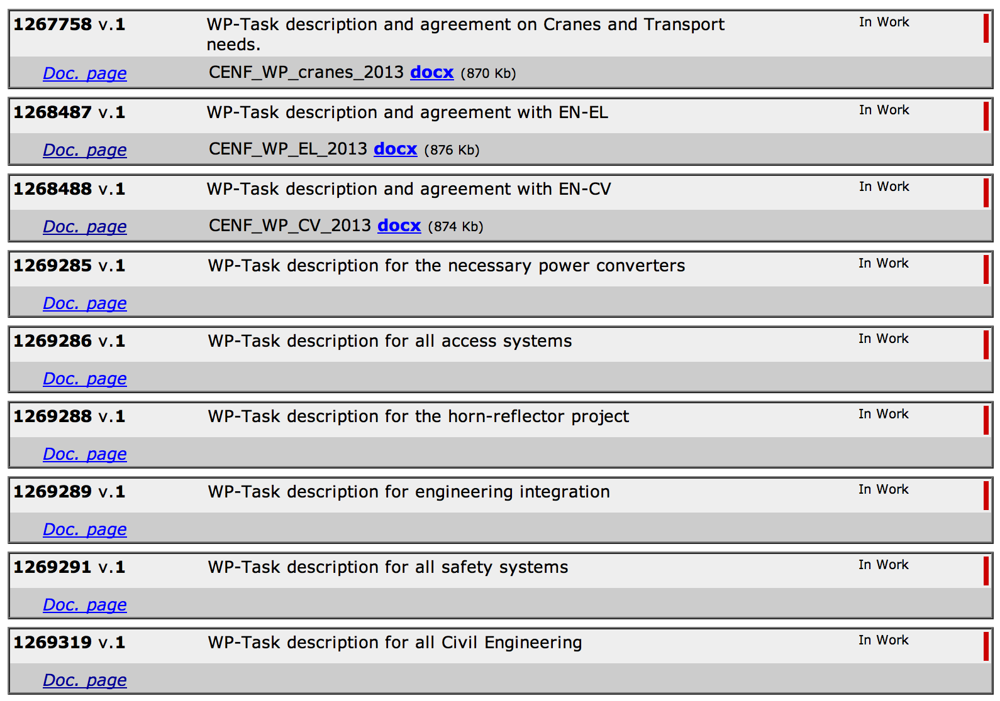 1267758 v.1 WP-Task description and agreement on Cranes and Transport In Work
needs.
Doc. page CENF_WP_cranes_2013 docx (870 Kb)
1268487 v.1 WP-Task description and agreement with EN-EL In Work
Doc. page CENF_WP_EL_2013 docx (876 Kb)
1268488 v.1 WP-Task description and agreement with EN-CV In Work
Doc. page CENF_WP_CV_2013 docx (874 Kb)
1269285 v.1 WP-Task description for the necessary power converters In Work
Doc. page
1269286 v.1 WP-Task description for all access systems In Work
Doc. page
1269288 v.1 WP-Task description for the horn-reflector project In Work
Doc. page
1269289 v.1 WP-Task description for engineering integration In Work
Doc. page
1269291 v.1 WP-Task description for all safety systems In Work
Doc. page
1269319 v.1 WP-Task description for all Civil Engineering In Work
Doc. page